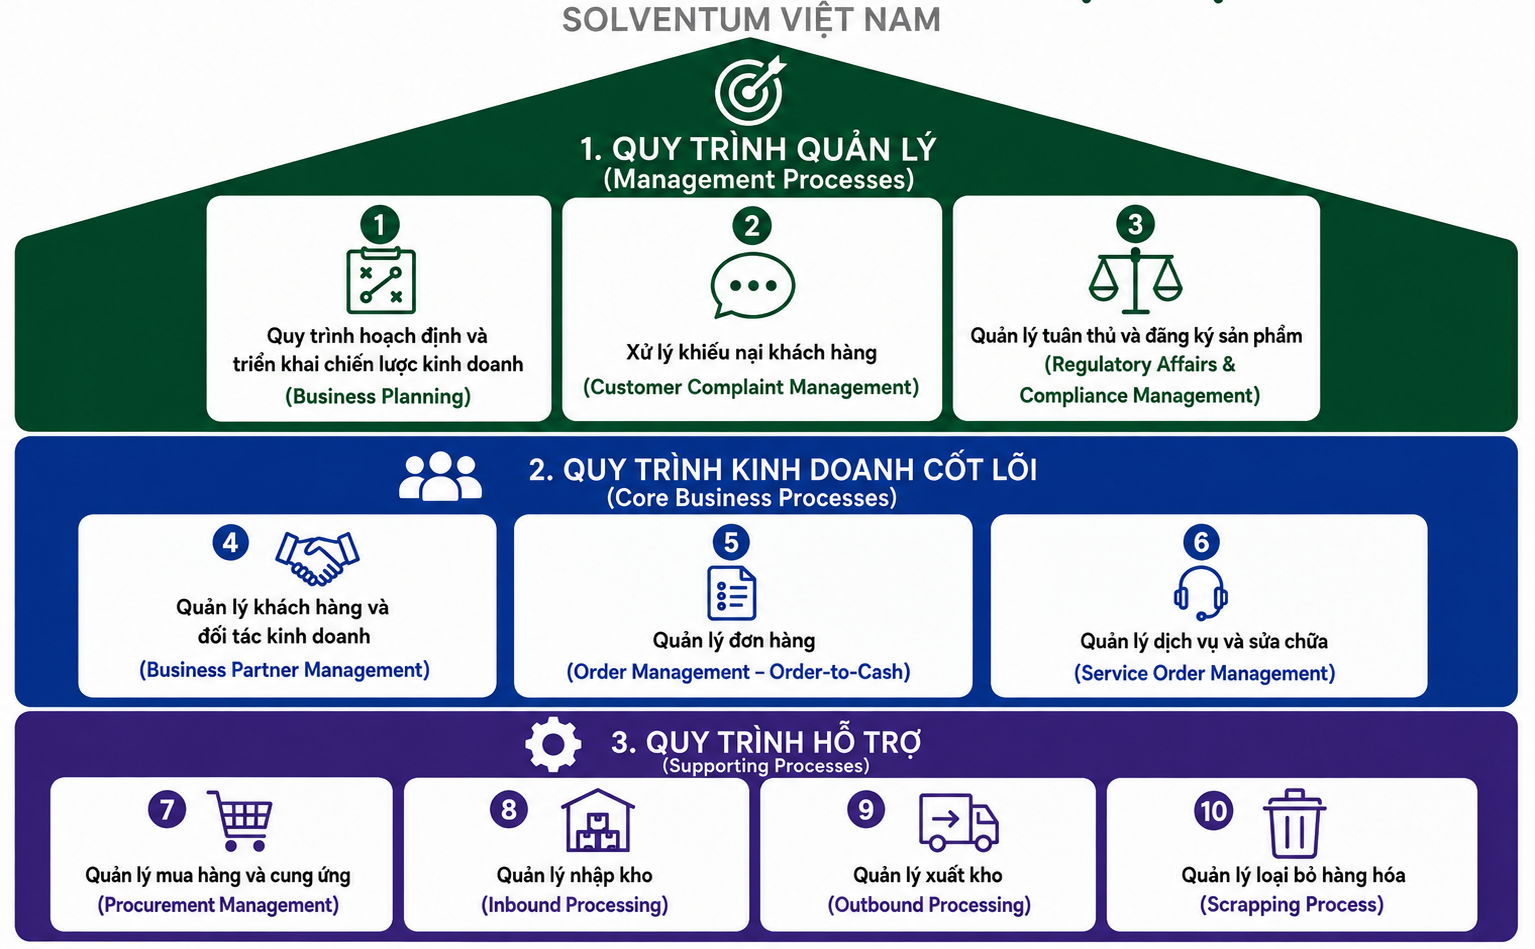 SOLVENTUM VIỆT NAM
1. QUY TRÌNH QUẢN LÝ
(Management Processes)
1
Quy trình hoạch định và
triển khai chiến lược kinh doanh
(Business Planning)
2
Xử lý khiếu nại khách hàng
(Customer Complaint Management)
3
Quản lý tuân thủ và đãng ký sản phẩm
(Regulatory Affairs &
Compliance Management)
2. QUY TRÌNH KINH DOANH CỐT LÕI
(Core Business Processes)
4
Quản lý khách hàng và
đối tác kinh doanh
(Business Partner Management)
5
Quản lý đơn hàng
(Order Management – Order-to-Cash)
6
Quản lý dịch vụ và sửa chữa
(Service Order Management)
3. QUY TRÌNH HỖ TRỢ
(Supporting Processes)
7
Quản lý mua hàng và cung ứng
(Procurement Management)
8
Quản lý nhập kho
(Inbound Processing)
9
Quản lý xuất kho
(Outbound Processing)
10
Quản lý loại bỏ hàng hóa
(Scrapping Process)